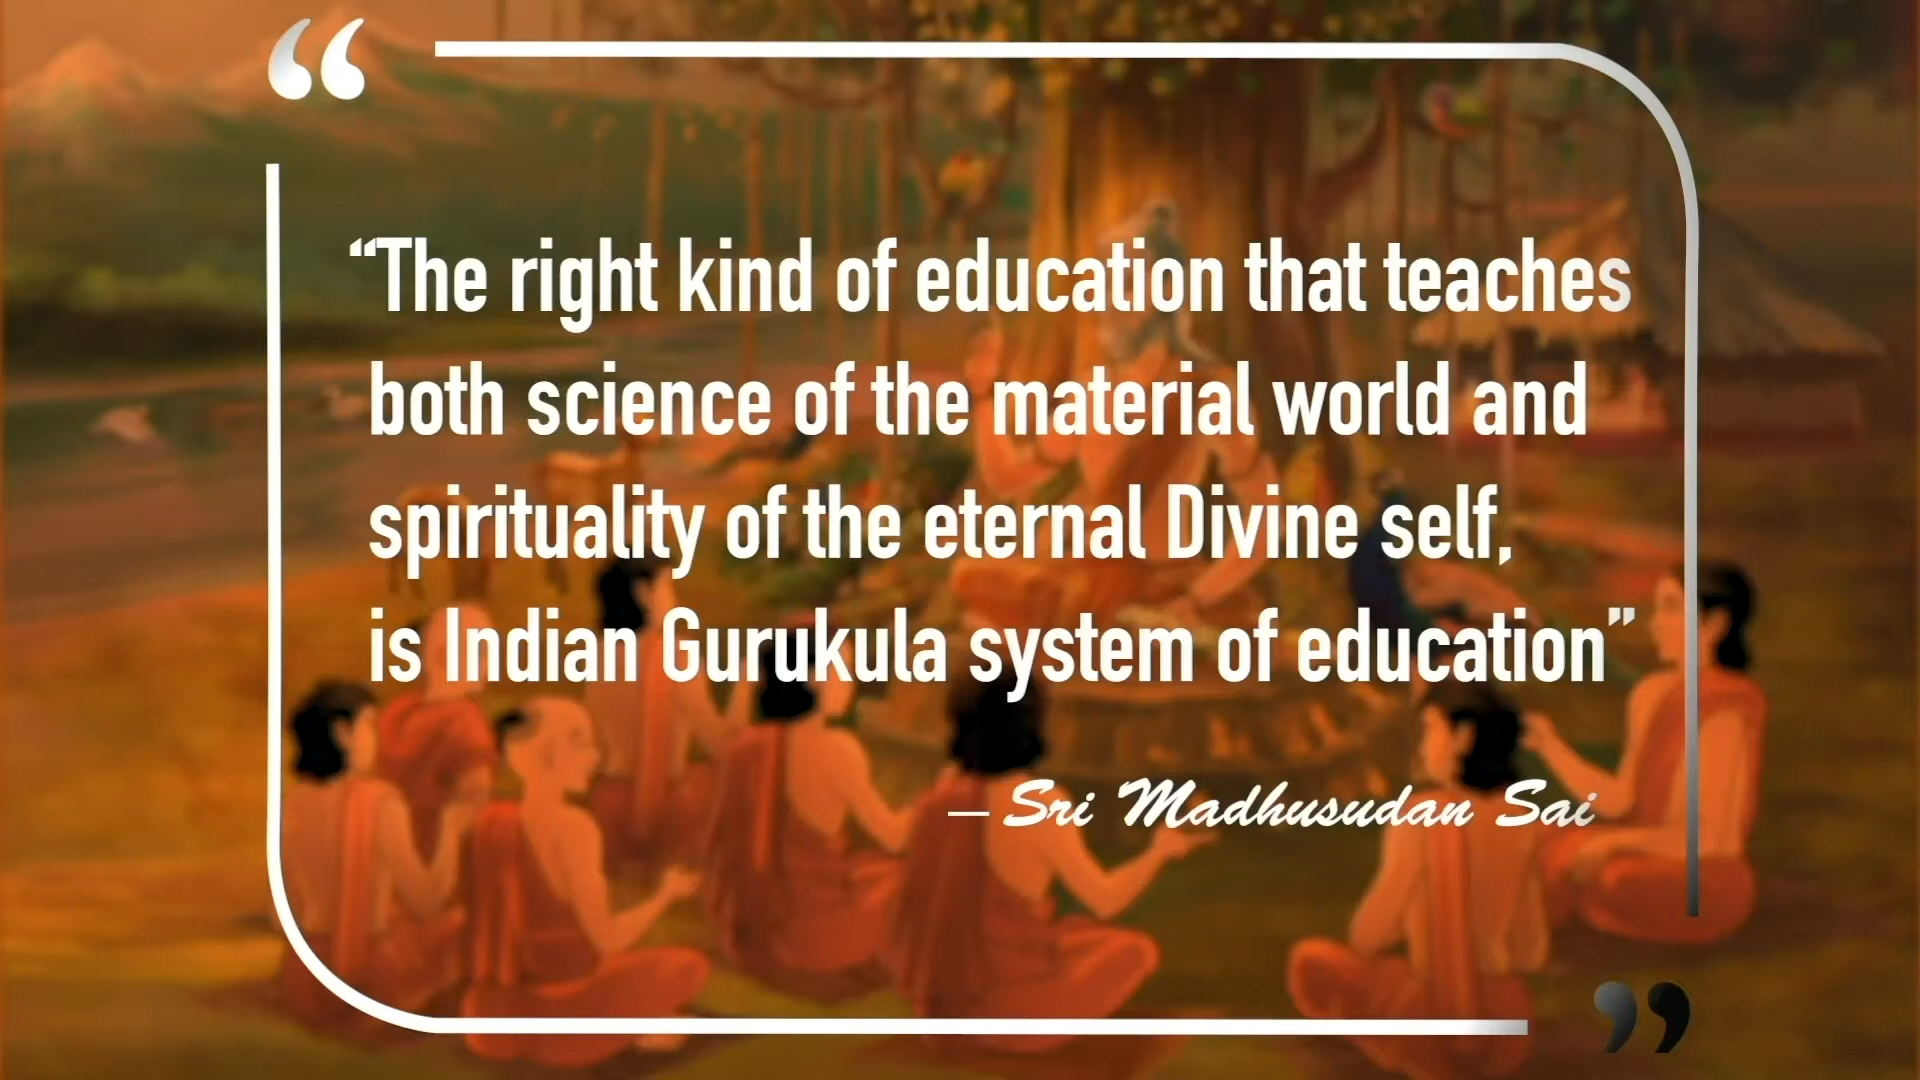 “The right kind of education that teaches
both science of the material world and
spirituality of the eternal Divine self,
is Indian Gurukula system of education”
— Sri Madhusudan Sai